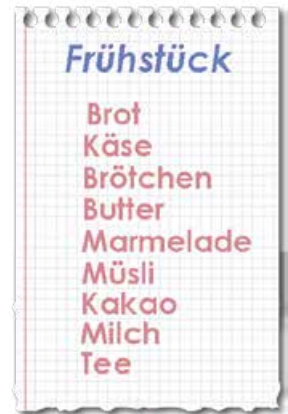 Frühstück
Brot
Käse
Brötchen
Butter
Marmelade
Müsli
Kakao
Milch
Tee